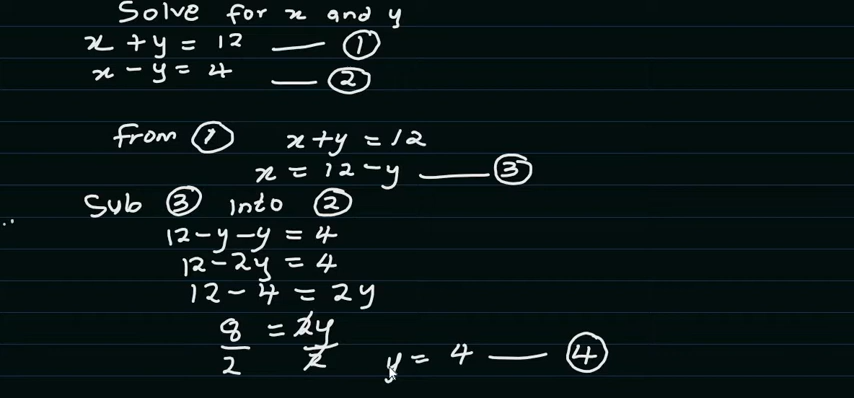 Solve for x and y
x + y = 12 —— ①
x - y = 4 —— ②
from ① x + y = 12
x = 12 - y —— ③
Sub ③ into ②
12 - y - y = 4
12 - 2y = 4
12 - 4 = 2y
8/2 = 2y/2
y = 4 —— ④